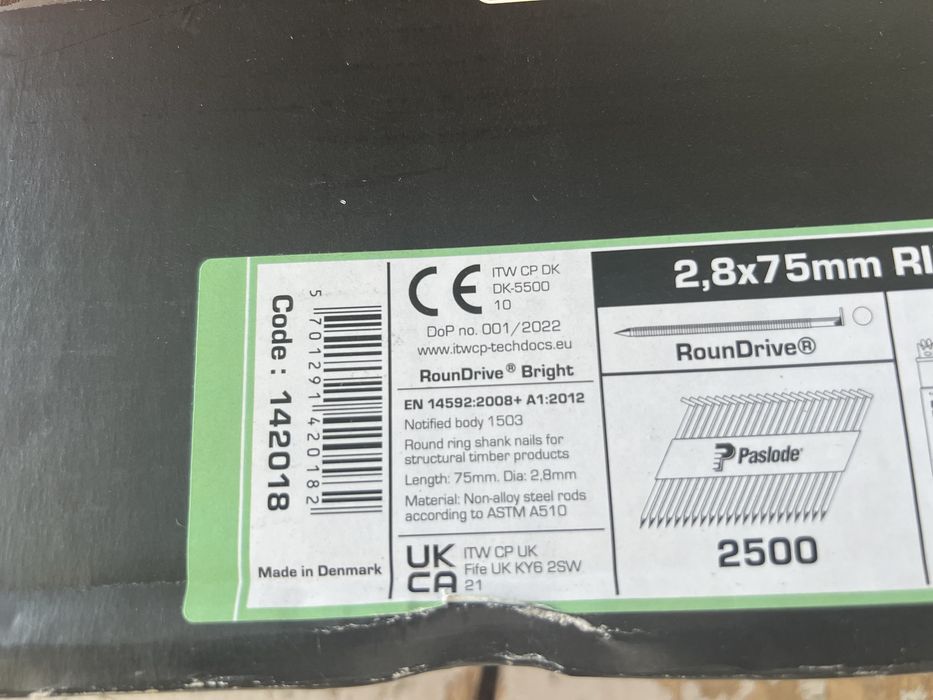 Code: 142018
5 701291 420182
Made in Denmark
CE
ITW CP DK
DK-5500
10
DoP no. 001/2022
www.itwcp-techdocs.eu
RounDrive® Bright
EN 14592:2008+ A1:2012
Notified body 1503
Round ring shank nails for
structural timber products
Length: 75mm. Dia: 2,8mm
Material: Non-alloy steel rods
according to ASTM A510
UK
CA
ITW CP UK
Fife UK KY6 2SW
21
2,8x75mm
RounDrive®
Paslode®
2500